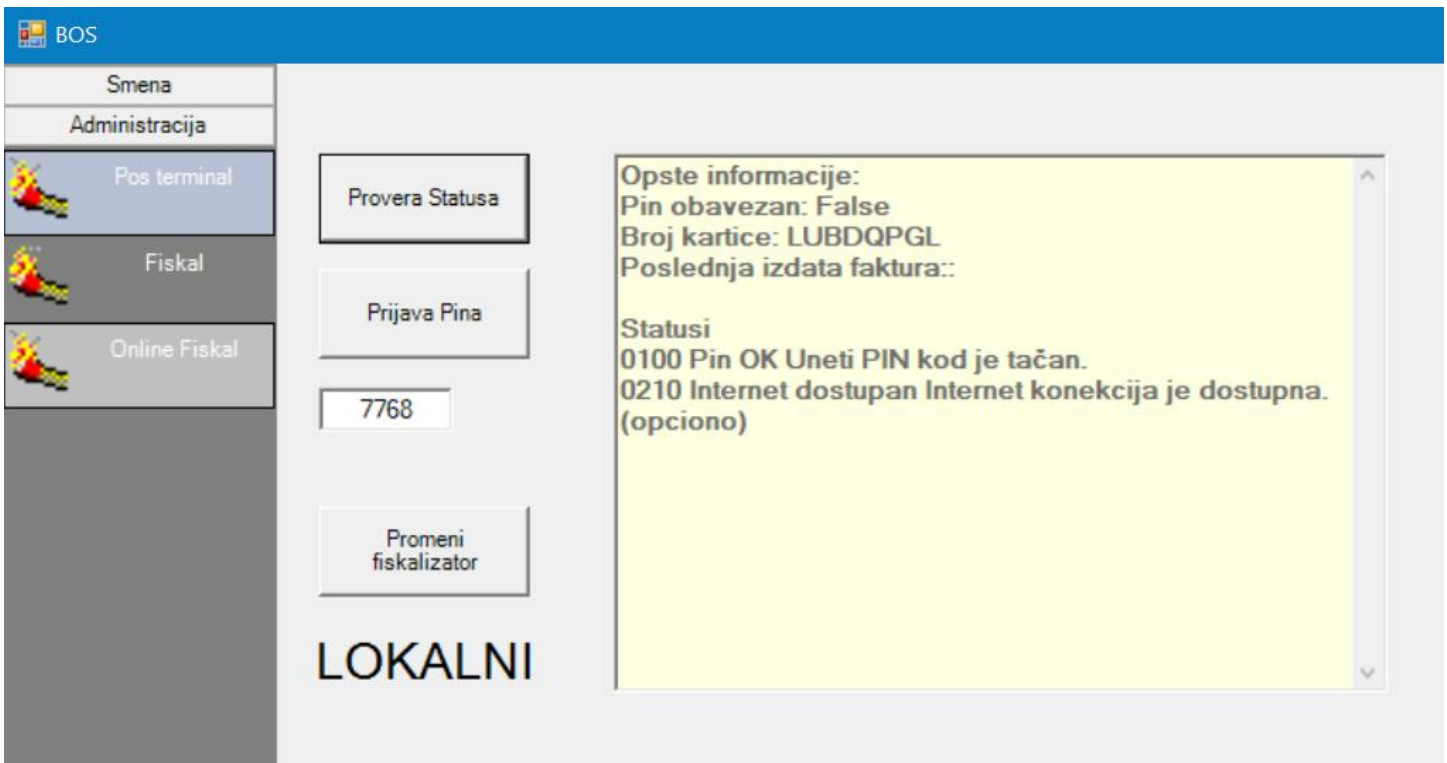 BOS
Smena
Administracija
Pos terminal
Fiskal
Online Fiskal
Provera Statusa
Prijava Pina
7768
Promeni
fiskalizator
LOKALNI
Opste informacije:
Pin obavezan: False
Broj kartice: LUBDQPGL
Poslednja izdata faktura::
Statusi
0100 Pin OK Uneti PIN kod je tačan.
0210 Internet dostupan Internet konekcija je dostupna.
(opciono)